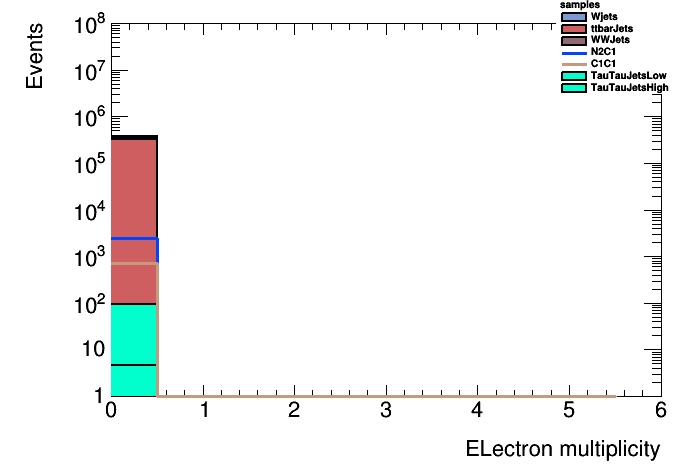 samples
Wjets
ttbarJets
WWJets
N2C1
C1C1
TauTauJetsLow
TauTauJetsHigh
Events
10^8
10^7
10^6
10^5
10^4
10^3
10^2
10
1
0 1 2 3 4 5 6
ELectron multiplicity